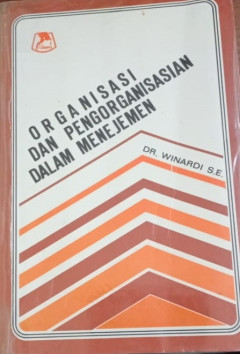 ORGANISASI
DAN PENGORGANISASIAN
DALAM MENEJEMEN
DR. WINARDI S.E.